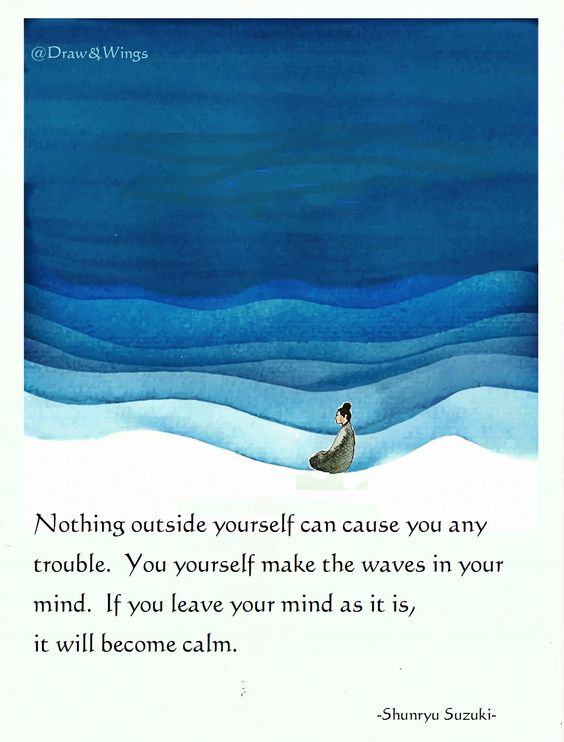 @Draw&Wings
Nothing outside yourself can cause you any
trouble.  You yourself make the waves in your
mind.  If you leave your mind as it is,
it will become calm.
-Shunryu Suzuki-